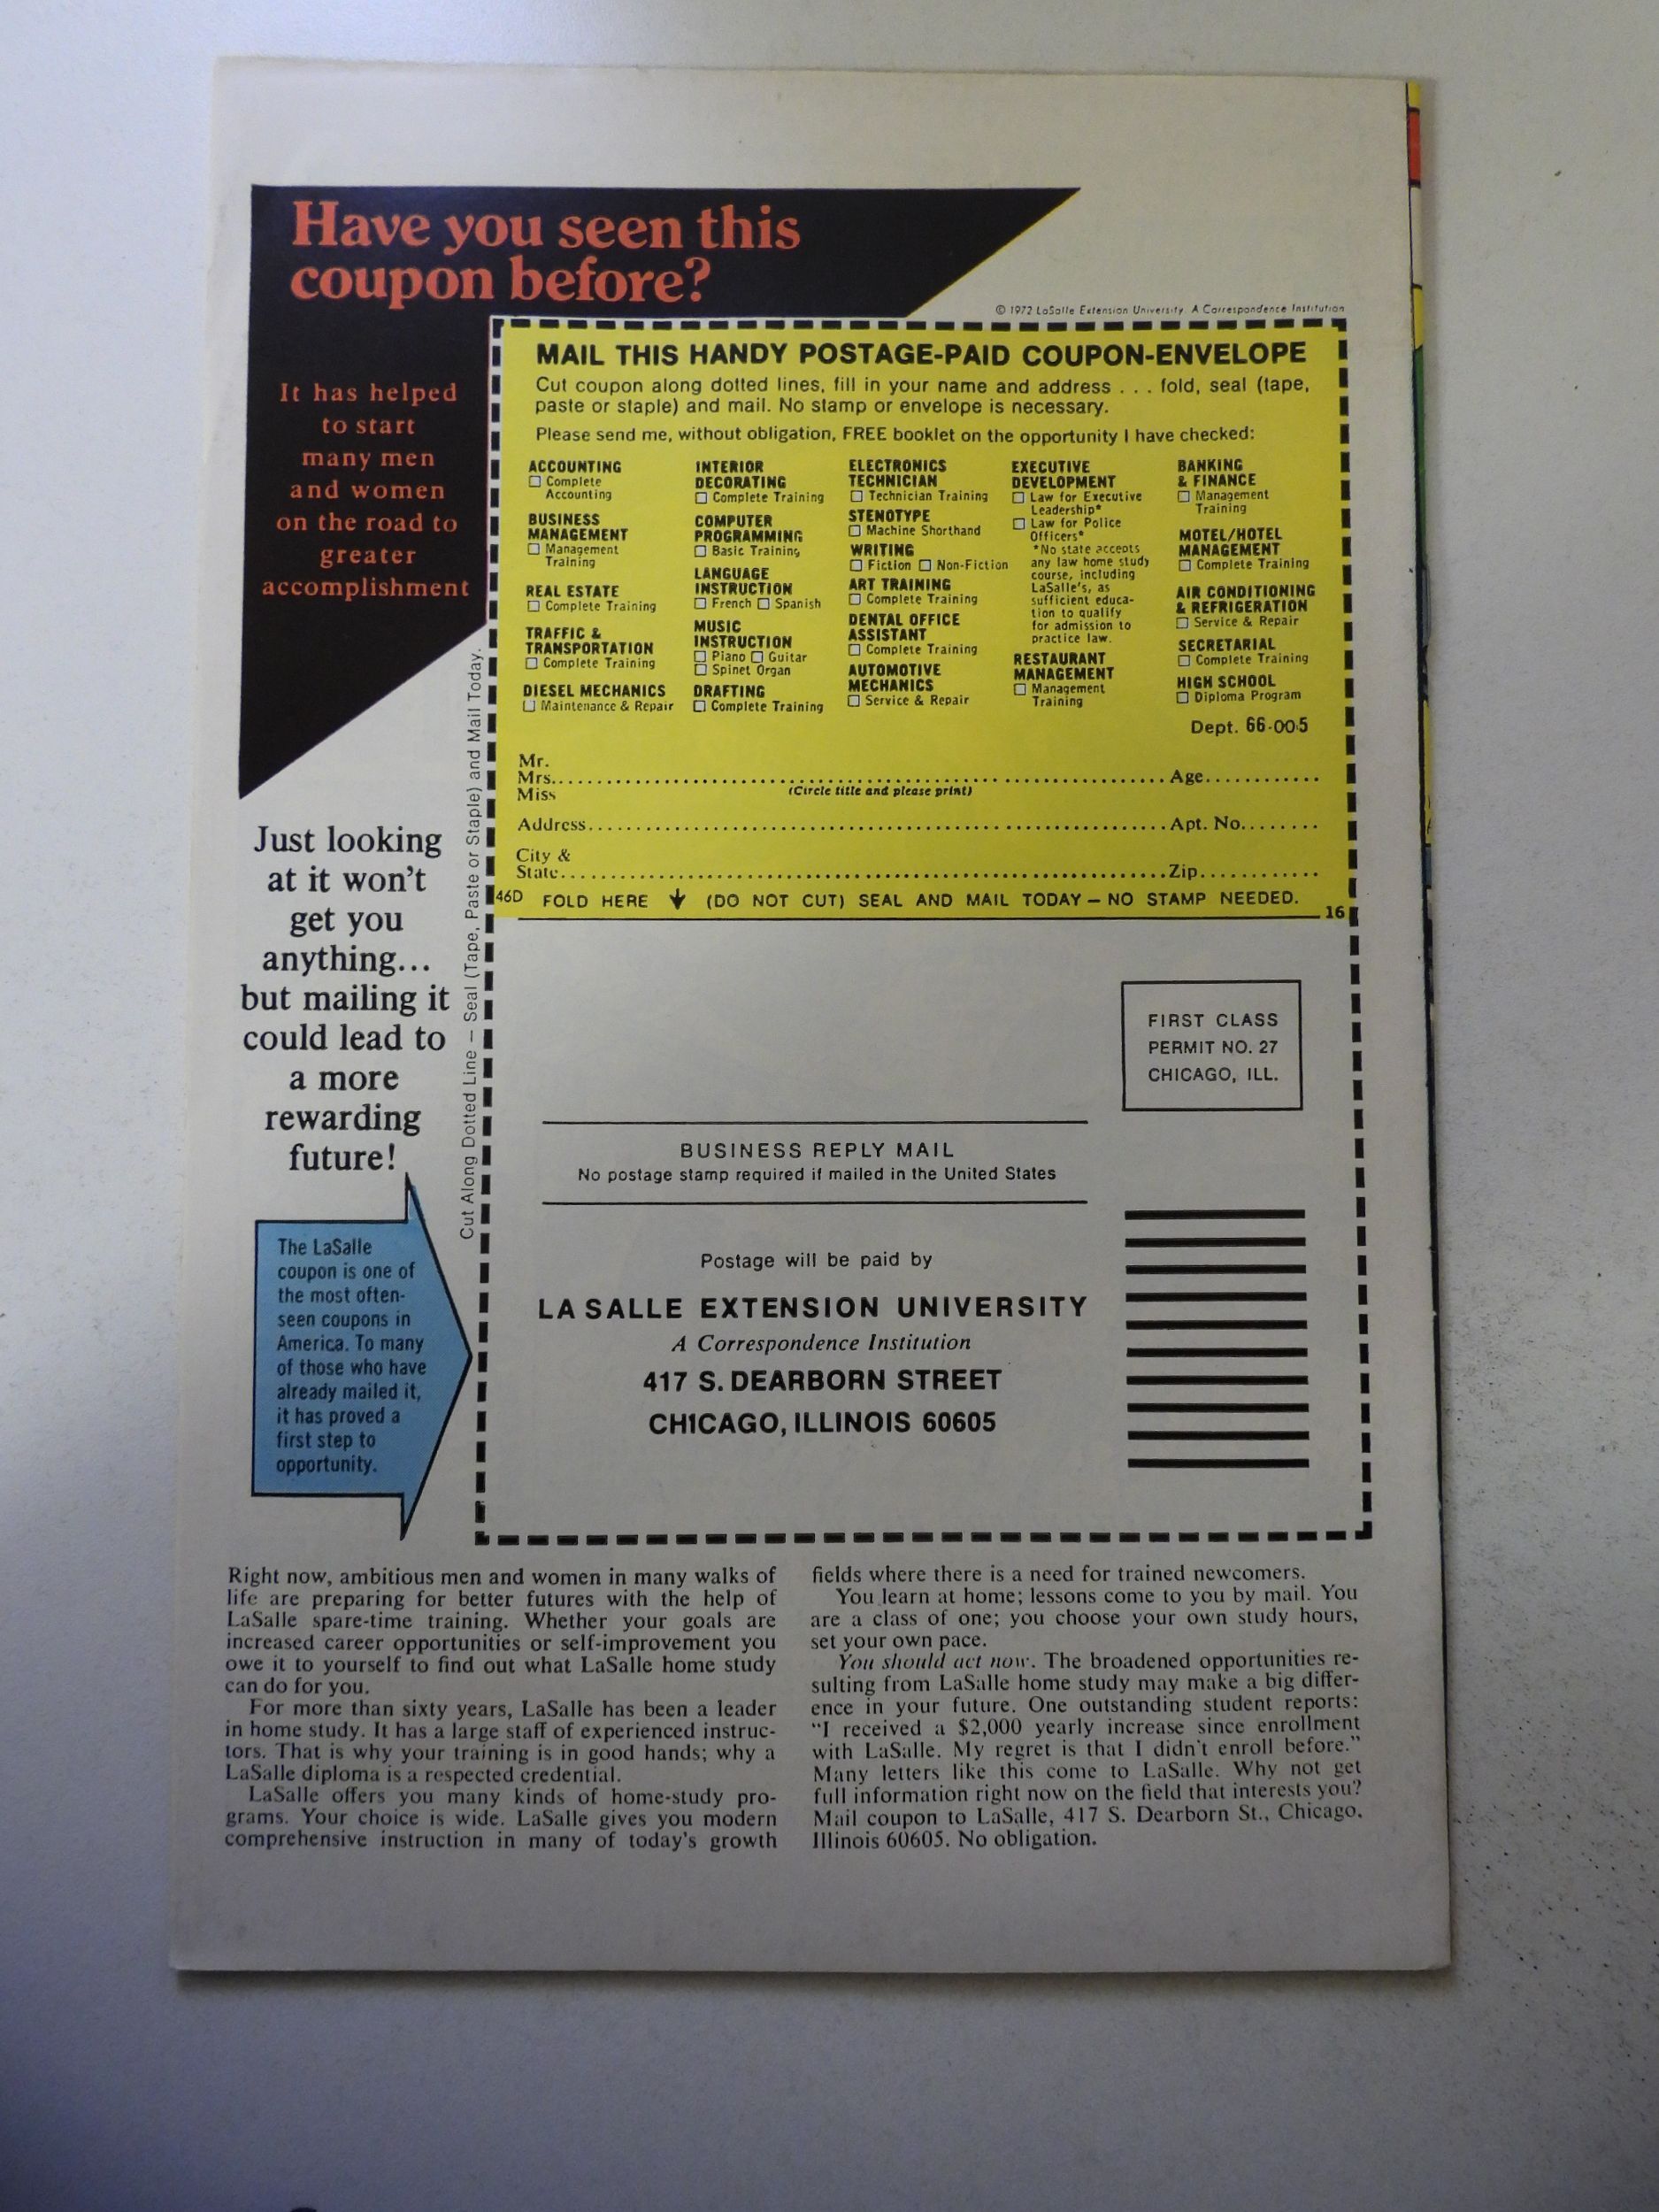 Have you seen this
coupon before?
It has helped
to start
many men
and women
on the road to
greater
accomplishment
© 1972 LaSalle Extension University. A Correspondence Institution
MAIL THIS HANDY POSTAGE-PAID COUPON-ENVELOPE
Cut coupon along dotted lines, fill in your name and address . . . fold, seal (tape,
paste or staple) and mail. No stamp or envelope is necessary.
Please send me, without obligation, FREE booklet on the opportunity I have checked:
ACCOUNTING
Complete
Accounting
BUSINESS
MANAGEMENT
Management
Training
REAL ESTATE
Complete Training
TRAFFIC &
TRANSPORTATION
Complete Training
DIESEL MECHANICS
Maintenance & Repair
INTERIOR
DECORATING
Complete Training
COMPUTER
PROGRAMMING
Basic Training
LANGUAGE
INSTRUCTION
French Spanish
MUSIC
INSTRUCTION
Piano Guitar
Spinet Organ
DRAFTING
Complete Training
ELECTRONICS
TECHNICIAN
Technician Training
STENOTYPE
Machine Shorthand
WRITING
Fiction Non-Fiction
ART TRAINING
Complete Training
DENTAL OFFICE
ASSISTANT
Complete Training
AUTOMOTIVE
MECHANICS
Service & Repair
EXECUTIVE
DEVELOPMENT
Law for Executive
Leadership*
Law for Police
Officers*
*No state accepts
any law home study
course, including
LaSalle's, as
sufficient educa-
tion to qualify
for admission to
practice law.
RESTAURANT
MANAGEMENT
Management
Training
BANKING
& FINANCE
Management
Training
MOTEL/HOTEL
MANAGEMENT
Complete Training
AIR CONDITIONING
& REFRIGERATION
Service & Repair
SECRETARIAL
Complete Training
HIGH SCHOOL
Diploma Program
Dept. 66-005
Mr.
Mrs. Age
Miss (Circle title and please print)
Address Apt. No.
City &
State Zip
46D FOLD HERE (DO NOT CUT) SEAL AND MAIL TODAY – NO STAMP NEEDED.
16
Cut Along Dotted Line – Seal (Tape, Paste or Staple) and Mail Today.
Just looking
at it won't
get you
anything...
but mailing it
could lead to
a more
rewarding
future!
FIRST CLASS
PERMIT NO. 27
CHICAGO, ILL.
BUSINESS REPLY MAIL
No postage stamp required if mailed in the United States
Postage will be paid by
LA SALLE EXTENSION UNIVERSITY
A Correspondence Institution
417 S. DEARBORN STREET
CHICAGO, ILLINOIS 60605
The LaSalle
coupon is one of
the most often-
seen coupons in
America. To many
of those who have
already mailed it,
it has proved a
first step to
opportunity.
Right now, ambitious men and women in many walks of
life are preparing for better futures with the help of
LaSalle spare-time training. Whether your goals are
increased career opportunities or self-improvement you
owe it to yourself to find out what LaSalle home study
can do for you.
For more than sixty years, LaSalle has been a leader
in home study. It has a large staff of experienced instruc-
tors. That is why your training is in good hands; why a
LaSalle diploma is a respected credential.
LaSalle offers you many kinds of home-study pro-
grams. Your choice is wide. LaSalle gives you modern
comprehensive instruction in many of today's growth
fields where there is a need for trained newcomers.
You learn at home; lessons come to you by mail. You
are a class of one; you choose your own study hours,
set your own pace.
You should act now. The broadened opportunities re-
sulting from LaSalle home study may make a big differ-
ence in your future. One outstanding student reports:
"I received a $2,000 yearly increase since enrollment
with LaSalle. My regret is that I didn't enroll before."
Many letters like this come to LaSalle. Why not get
full information right now on the field that interests you?
Mail coupon to LaSalle, 417 S. Dearborn St., Chicago,
Illinois 60605. No obligation.